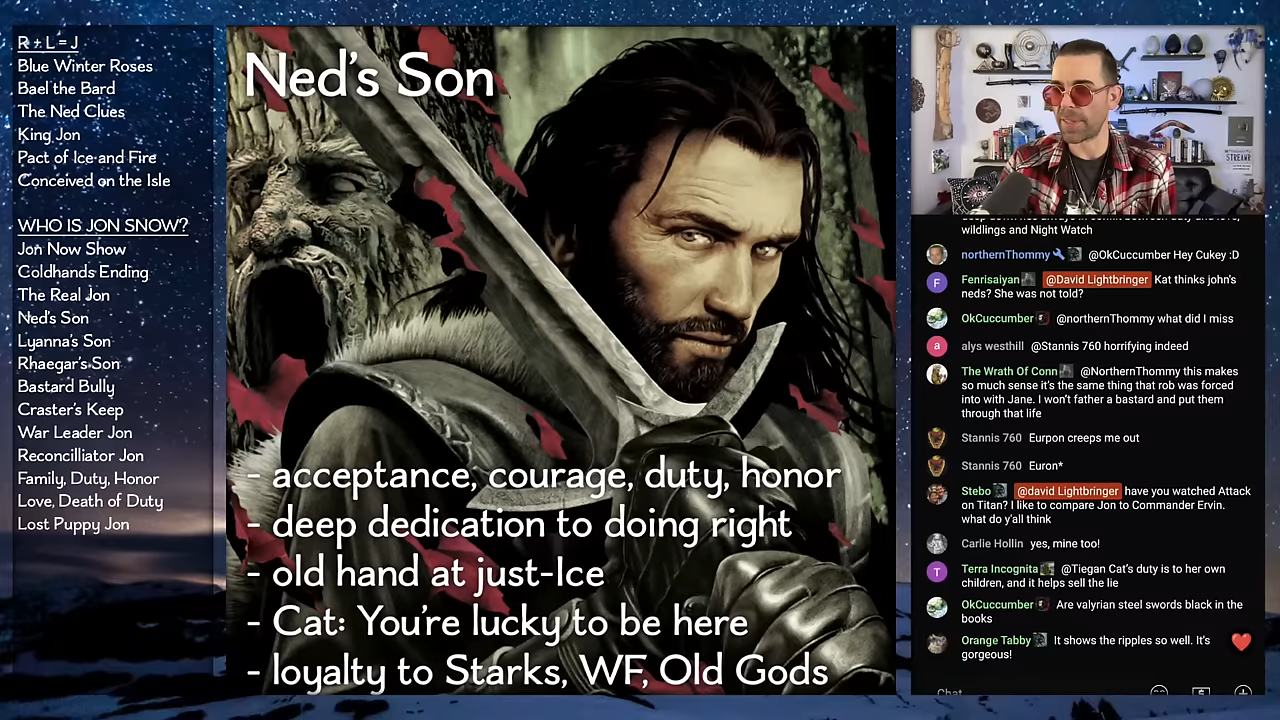 R + L = J
Blue Winter Roses
Bael the Bard
The Ned Clues
King Jon
Pact of Ice and Fire
Conceived on the Isle
WHO IS JON SNOW?
Jon Now Show
Coldhands Ending
The Real Jon
Ned's Son
Lyanna's Son
Rhaegar's Son
Bastard Bully
Craster's Keep
War Leader Jon
Reconcilliator Jon
Family, Duty, Honor
Love, Death of Duty
Lost Puppy Jon
Ned's Son
- acceptance, courage, duty, honor
- deep dedication to doing right
- old hand at just-Ice
- Cat: You're lucky to be here
- loyalty to Starks, WF, Old Gods
wildlings and Night Watch
northernThommy @OkCuccumber Hey Cukey :D
F Fenrisaiyan @David Lightbringer Kat thinks john's
neds? She was not told?
OkCuccumber @northernThommy what did I miss
a alys westhill @Stannis 760 horrifying indeed
The Wrath Of Conn @NorthernThommy this makes
so much sense it's the same thing that rob was forced
into with Jane. I won't father a bastard and put them
through that life
Stannis 760 Eurpon creeps me out
Stannis 760 Euron*
Stebo @david Lightbringer have you watched Attack
on Titan? I like to compare Jon to Commander Ervin.
what do y'all think
Carlie Hollin yes, mine too!
T Terra Incognita @Tiegan Cat's duty is to her own
children, and it helps sell the lie
OkCuccumber Are valyrian steel swords black in the
books
Orange Tabby It shows the ripples so well. It's
gorgeous!
Chat